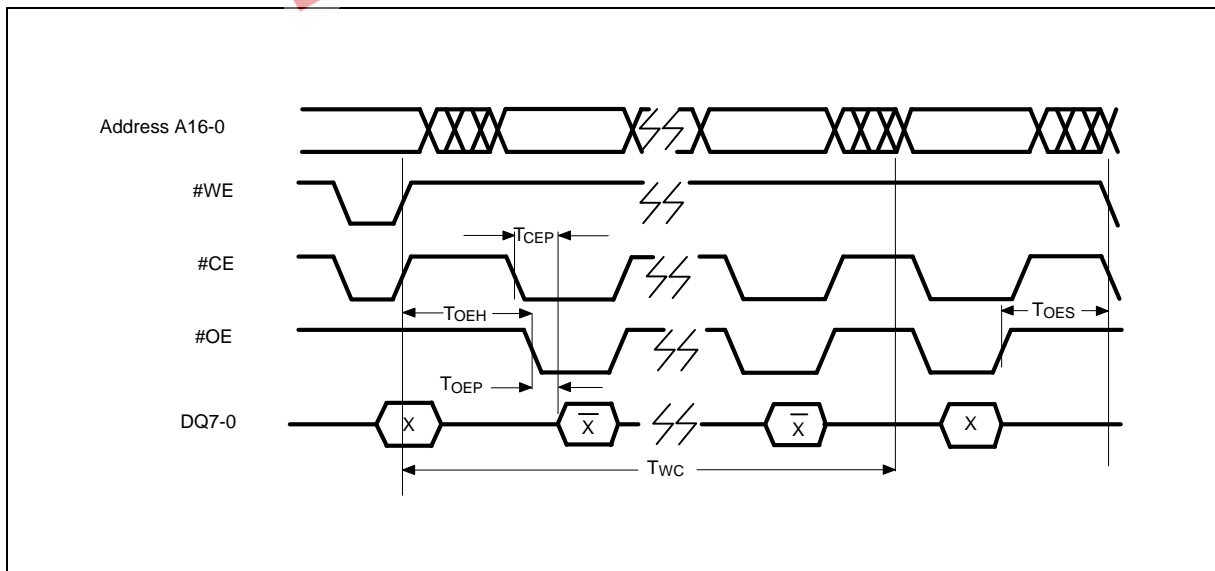 Address A16-0
#WE
TCEP
#CE
TOEH
TOES
#OE
TOEP
DQ7-0
X
X̅
X̅
X
TWC